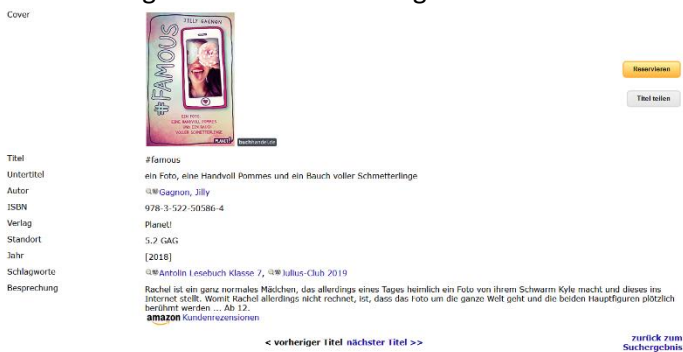 Cover
JILLY GAGNON
#FAMOUS
EIN FOTO,
EINE HANDVOLL POMMES
UND EIN BAUCH
VOLLER SCHMETTERLINGE
PLANET!
buchhandel.de
Reservieren
Titel teilen
Titel #famous
Untertitel ein Foto, eine Handvoll Pommes und ein Bauch voller Schmetterlinge
Autor Gagnon, Jilly
ISBN 978-3-522-50586-4
Verlag Planet!
Standort 5.2 GAG
Jahr [2018]
Schlagworte Antolin Lesebuch Klasse 7, Julius-Club 2019
Besprechung Rachel ist ein ganz normales Mädchen, das allerdings eines Tages heimlich ein Foto von ihrem Schwarm Kyle macht und dieses ins
Internet stellt. Womit Rachel allerdings nicht rechnet, ist, dass das Foto um die ganze Welt geht und die beiden Hauptfiguren plötzlich
berühmt werden ... Ab 12.
amazon Kundenrezensionen
< vorheriger Titel nächster Titel >>
zurück zum
Suchergebnis